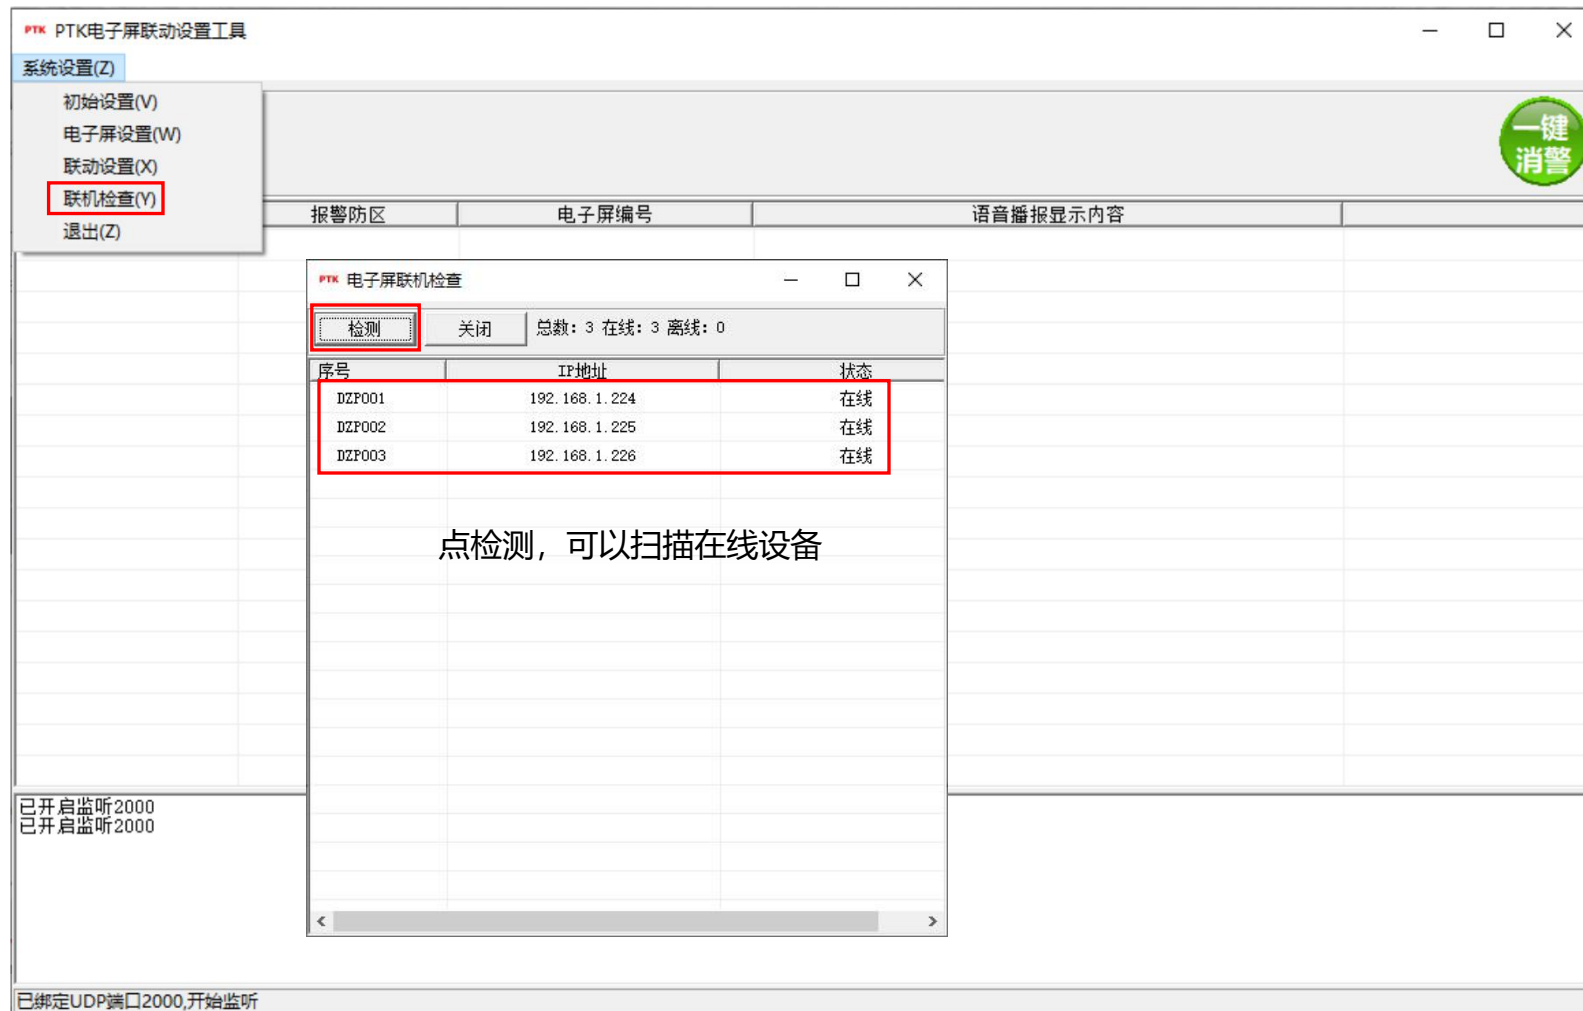 PTK PTK电子屏联动设置工具
系统设置(Z)
初始设置(V)
电子屏设置(W)
联动设置(X)
联机检查(Y)
退出(Z)
一键
消警
报警防区 电子屏编号 语音播报显示内容
PTK 电子屏联机检查
检测 关闭 总数: 3 在线: 3 离线: 0
序号 IP地址 状态
DZP001 192.168.1.224 在线
DZP002 192.168.1.225 在线
DZP003 192.168.1.226 在线
点检测，可以扫描在线设备
已开启监听2000
已开启监听2000
已绑定UDP端口2000,开始监听